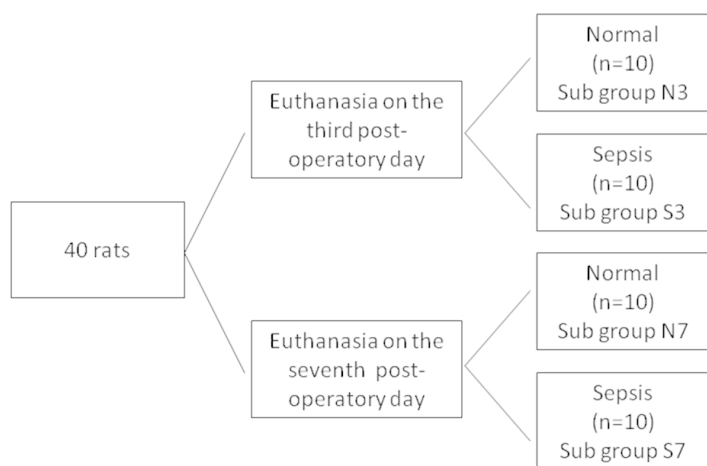 40 rats
Euthanasia on the
third post-
operatory day
Normal
(n=10)
Sub group N3
Sepsis
(n=10)
Sub group S3
Euthanasia on the
seventh post-
operatory day
Normal
(n=10)
Sub group N7
Sepsis
(n=10)
Sub group S7